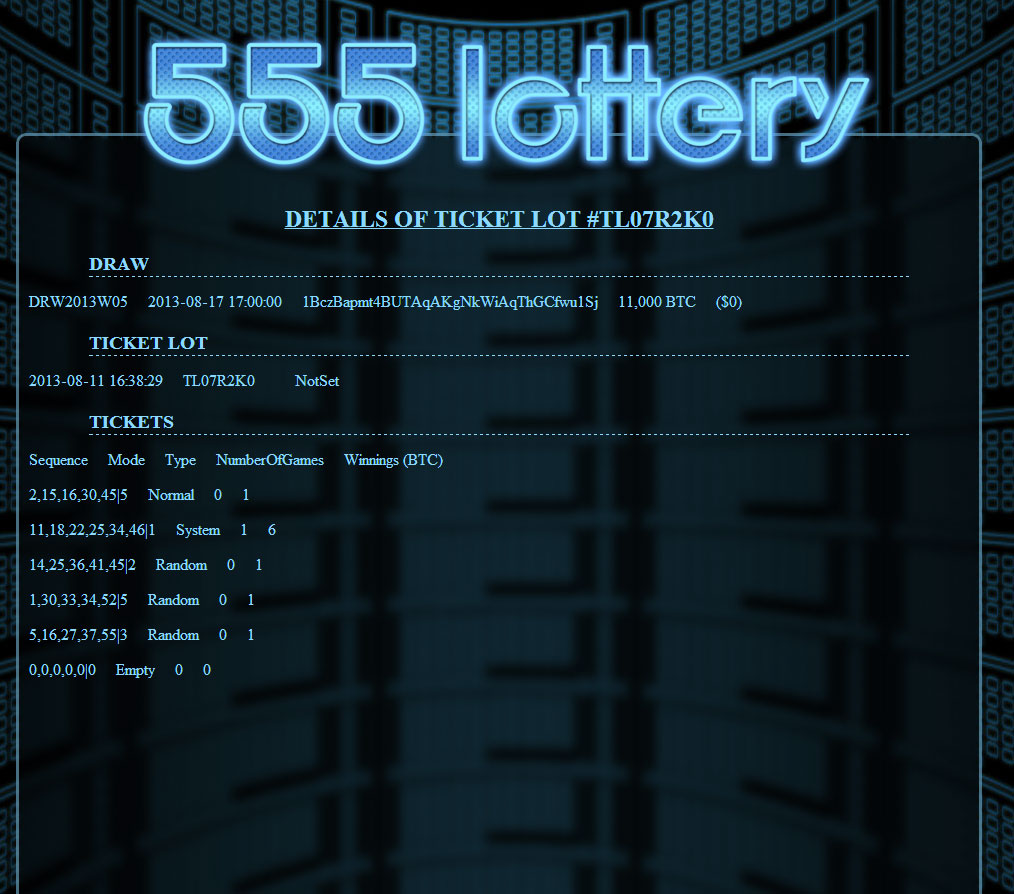 555 lottery
DETAILS OF TICKET LOT #TL07R2K0
DRAW
DRW2013W05 2013-08-17 17:00:00 1BczBapmt4BUTAqAKgNkWiAqThGCfwu1Sj 11,000 BTC ($0)
TICKET LOT
2013-08-11 16:38:29 TL07R2K0 NotSet
TICKETS
Sequence Mode Type NumberOfGames Winnings (BTC)
2,15,16,30,45|5 Normal 0 1
11,18,22,25,34,46|1 System 1 6
14,25,36,41,45|2 Random 0 1
1,30,33,34,52|5 Random 0 1
5,16,27,37,55|3 Random 0 1
0,0,0,0,0|0 Empty 0 0